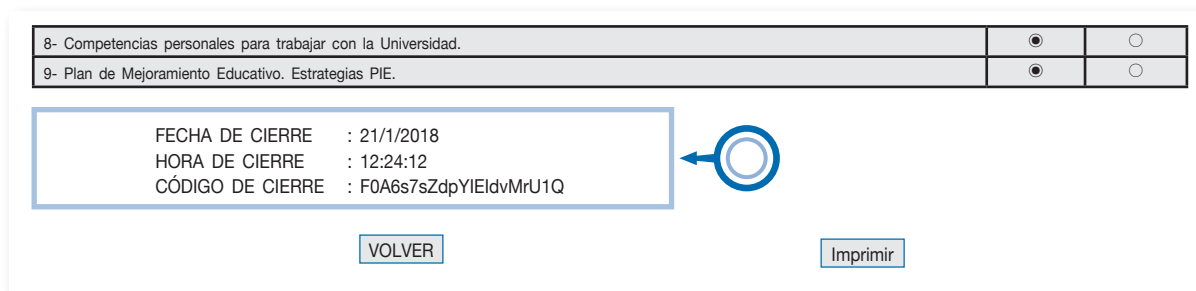 8- Competencias personales para trabajar con la Universidad.
9- Plan de Mejoramiento Educativo. Estrategias PIE.
FECHA DE CIERRE : 21/1/2018
HORA DE CIERRE : 12:24:12
CÓDIGO DE CIERRE : F0A6s7sZdpYlEIdvMrU1Q
VOLVER Imprimir